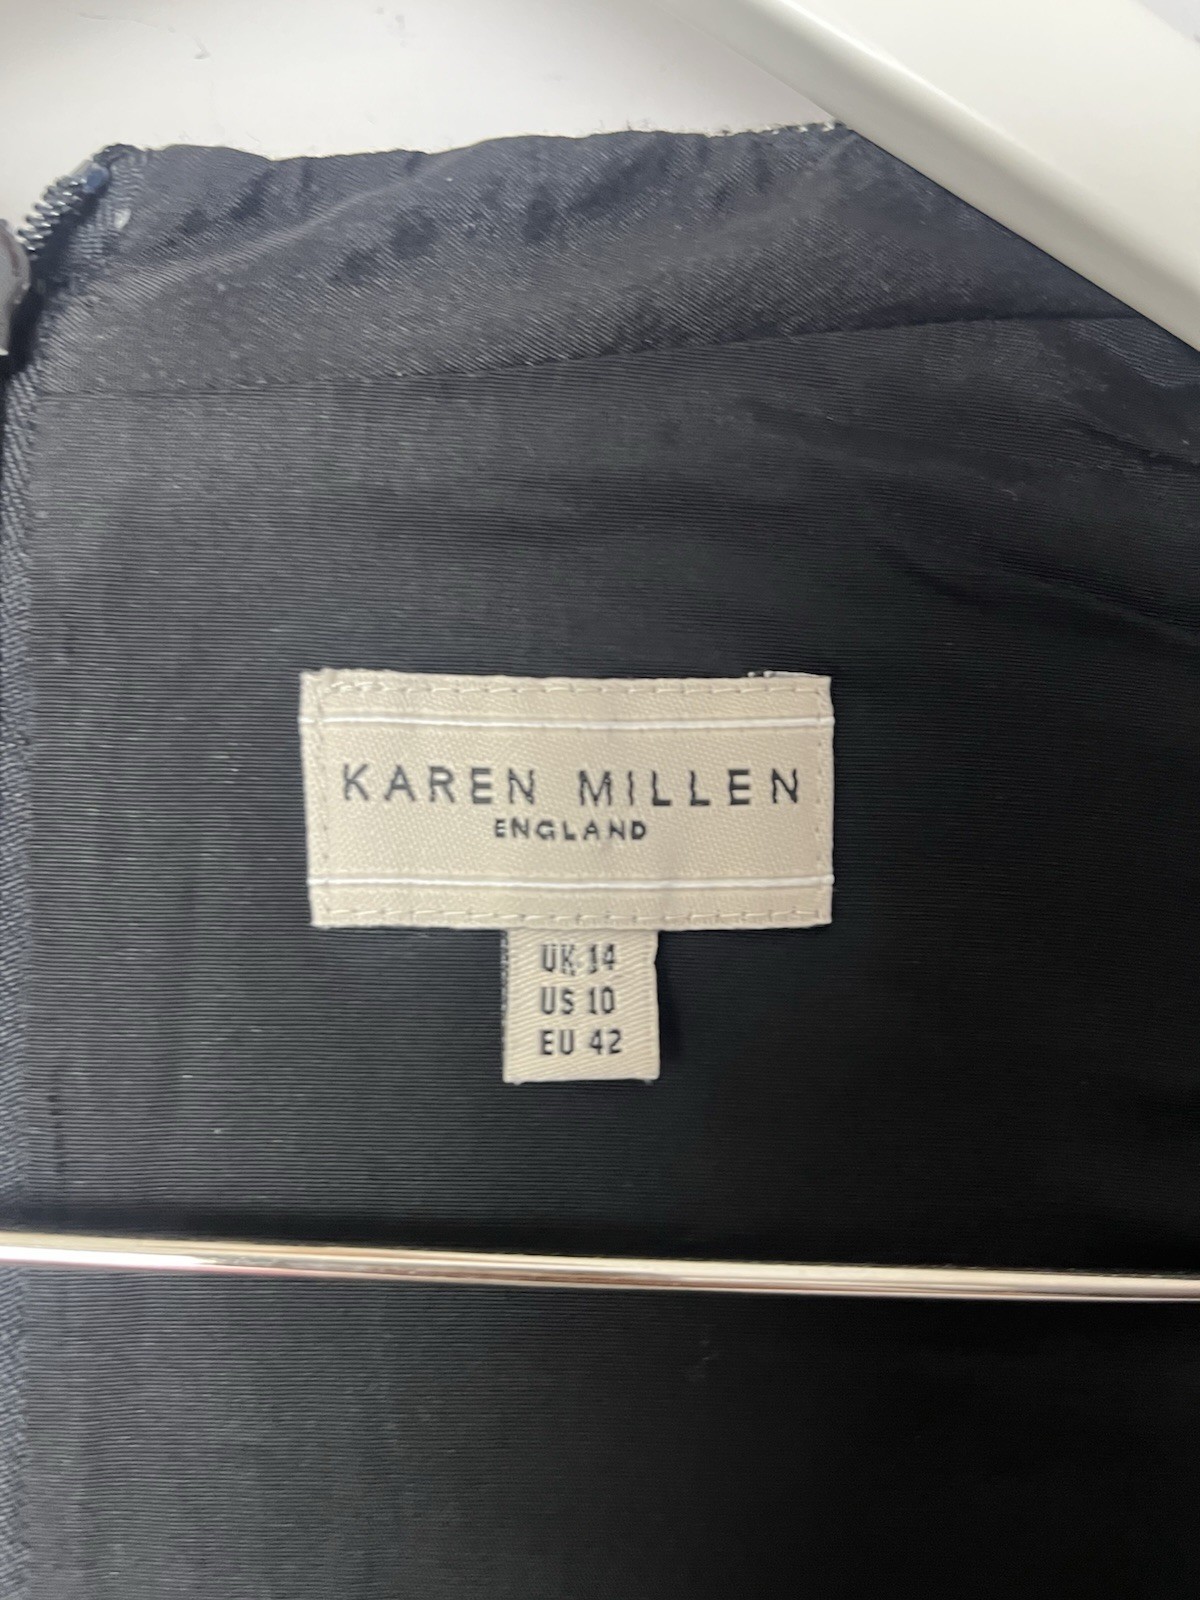 KAREN MILLEN
ENGLAND
UK 14
US 10
EU 42